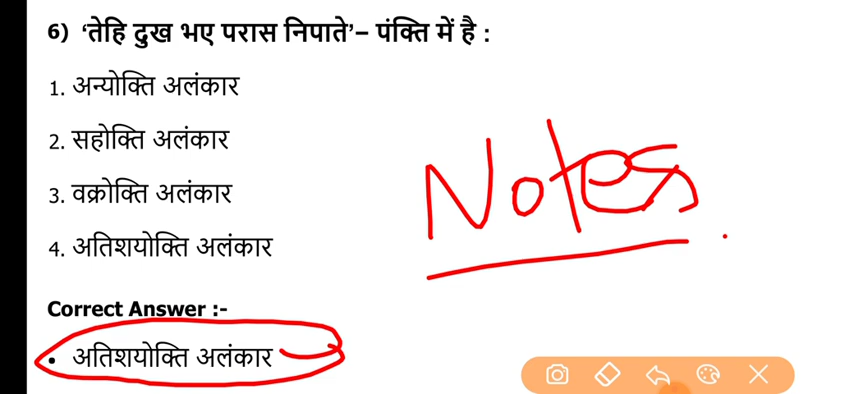 6) ‘तेहि दुख भए परास निपाते’– पंक्ति में है :
1. अन्योक्ति अलंकार
2. सहोक्ति अलंकार
3. वक्रोक्ति अलंकार
4. अतिशयोक्ति अलंकार
Notes
Correct Answer :-
• अतिशयोक्ति अलंकार